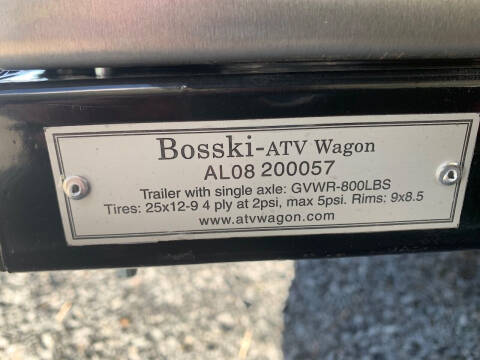 Bosski-ATV Wagon
AL08 200057
Trailer with single axle: GVWR-800LBS
Tires: 25x12-9 4 ply at 2psi, max 5psi. Rims: 9x8.5
www.atvwagon.com